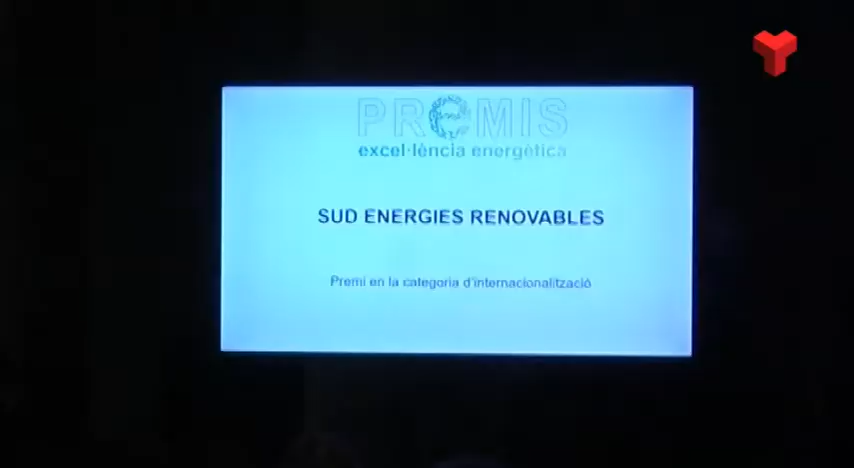 PREMIS
excel·lència energètica
SUD ENERGIES RENOVABLES
Premi en la categoria d'internacionalització